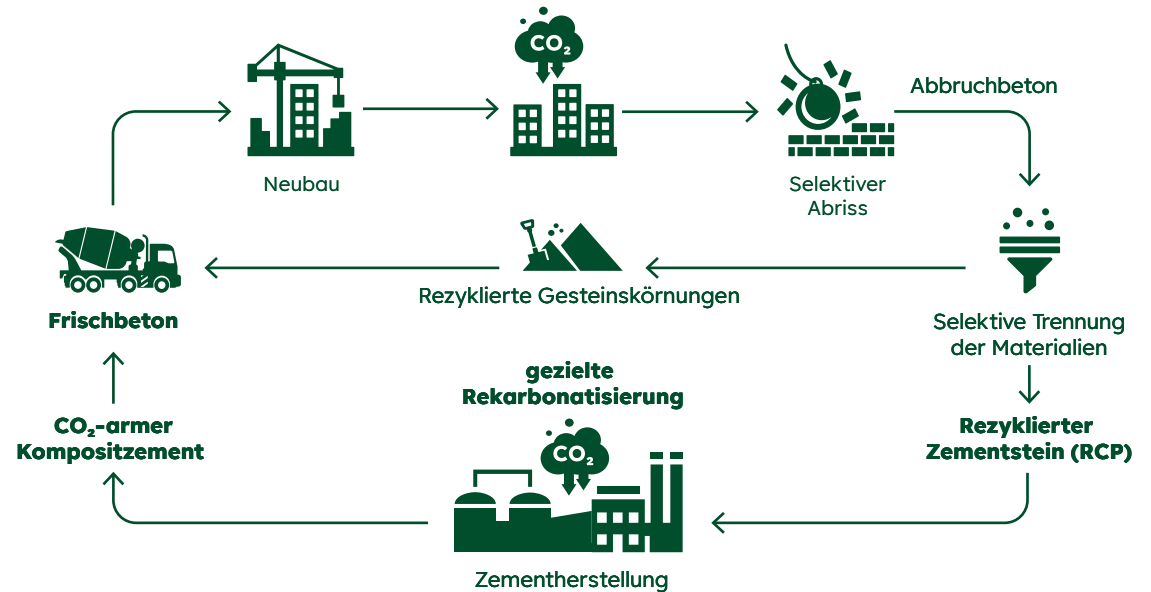 CO₂
Abbruchbeton
Neubau
Selektiver
Abriss
Rezyklierte Gesteinskörnungen
Frischbeton
Selektive Trennung
der Materialien
gezielte
Rekarbonatisierung
CO₂-armer
Kompositzement
Rezyklierter
Zementstein (RCP)
CO₂
Zementherstellung